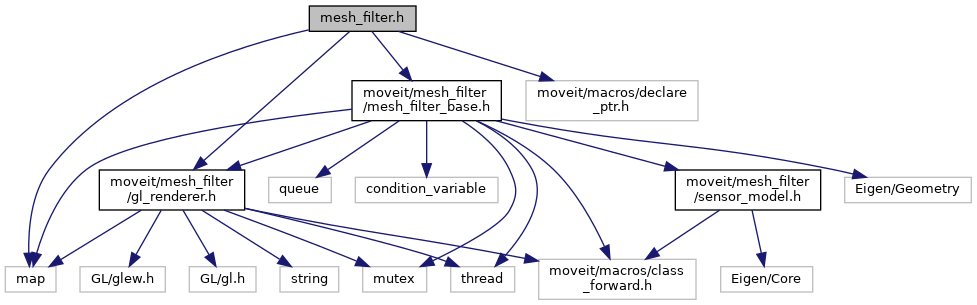 mesh_filter.h
moveit/mesh_filter
/mesh_filter_base.h
moveit/macros/declare
_ptr.h
moveit/mesh_filter
/gl_renderer.h
queue
condition_variable
moveit/mesh_filter
/sensor_model.h
Eigen/Geometry
map
GL/glew.h
GL/gl.h
string
mutex
thread
moveit/macros/class
_forward.h
Eigen/Core